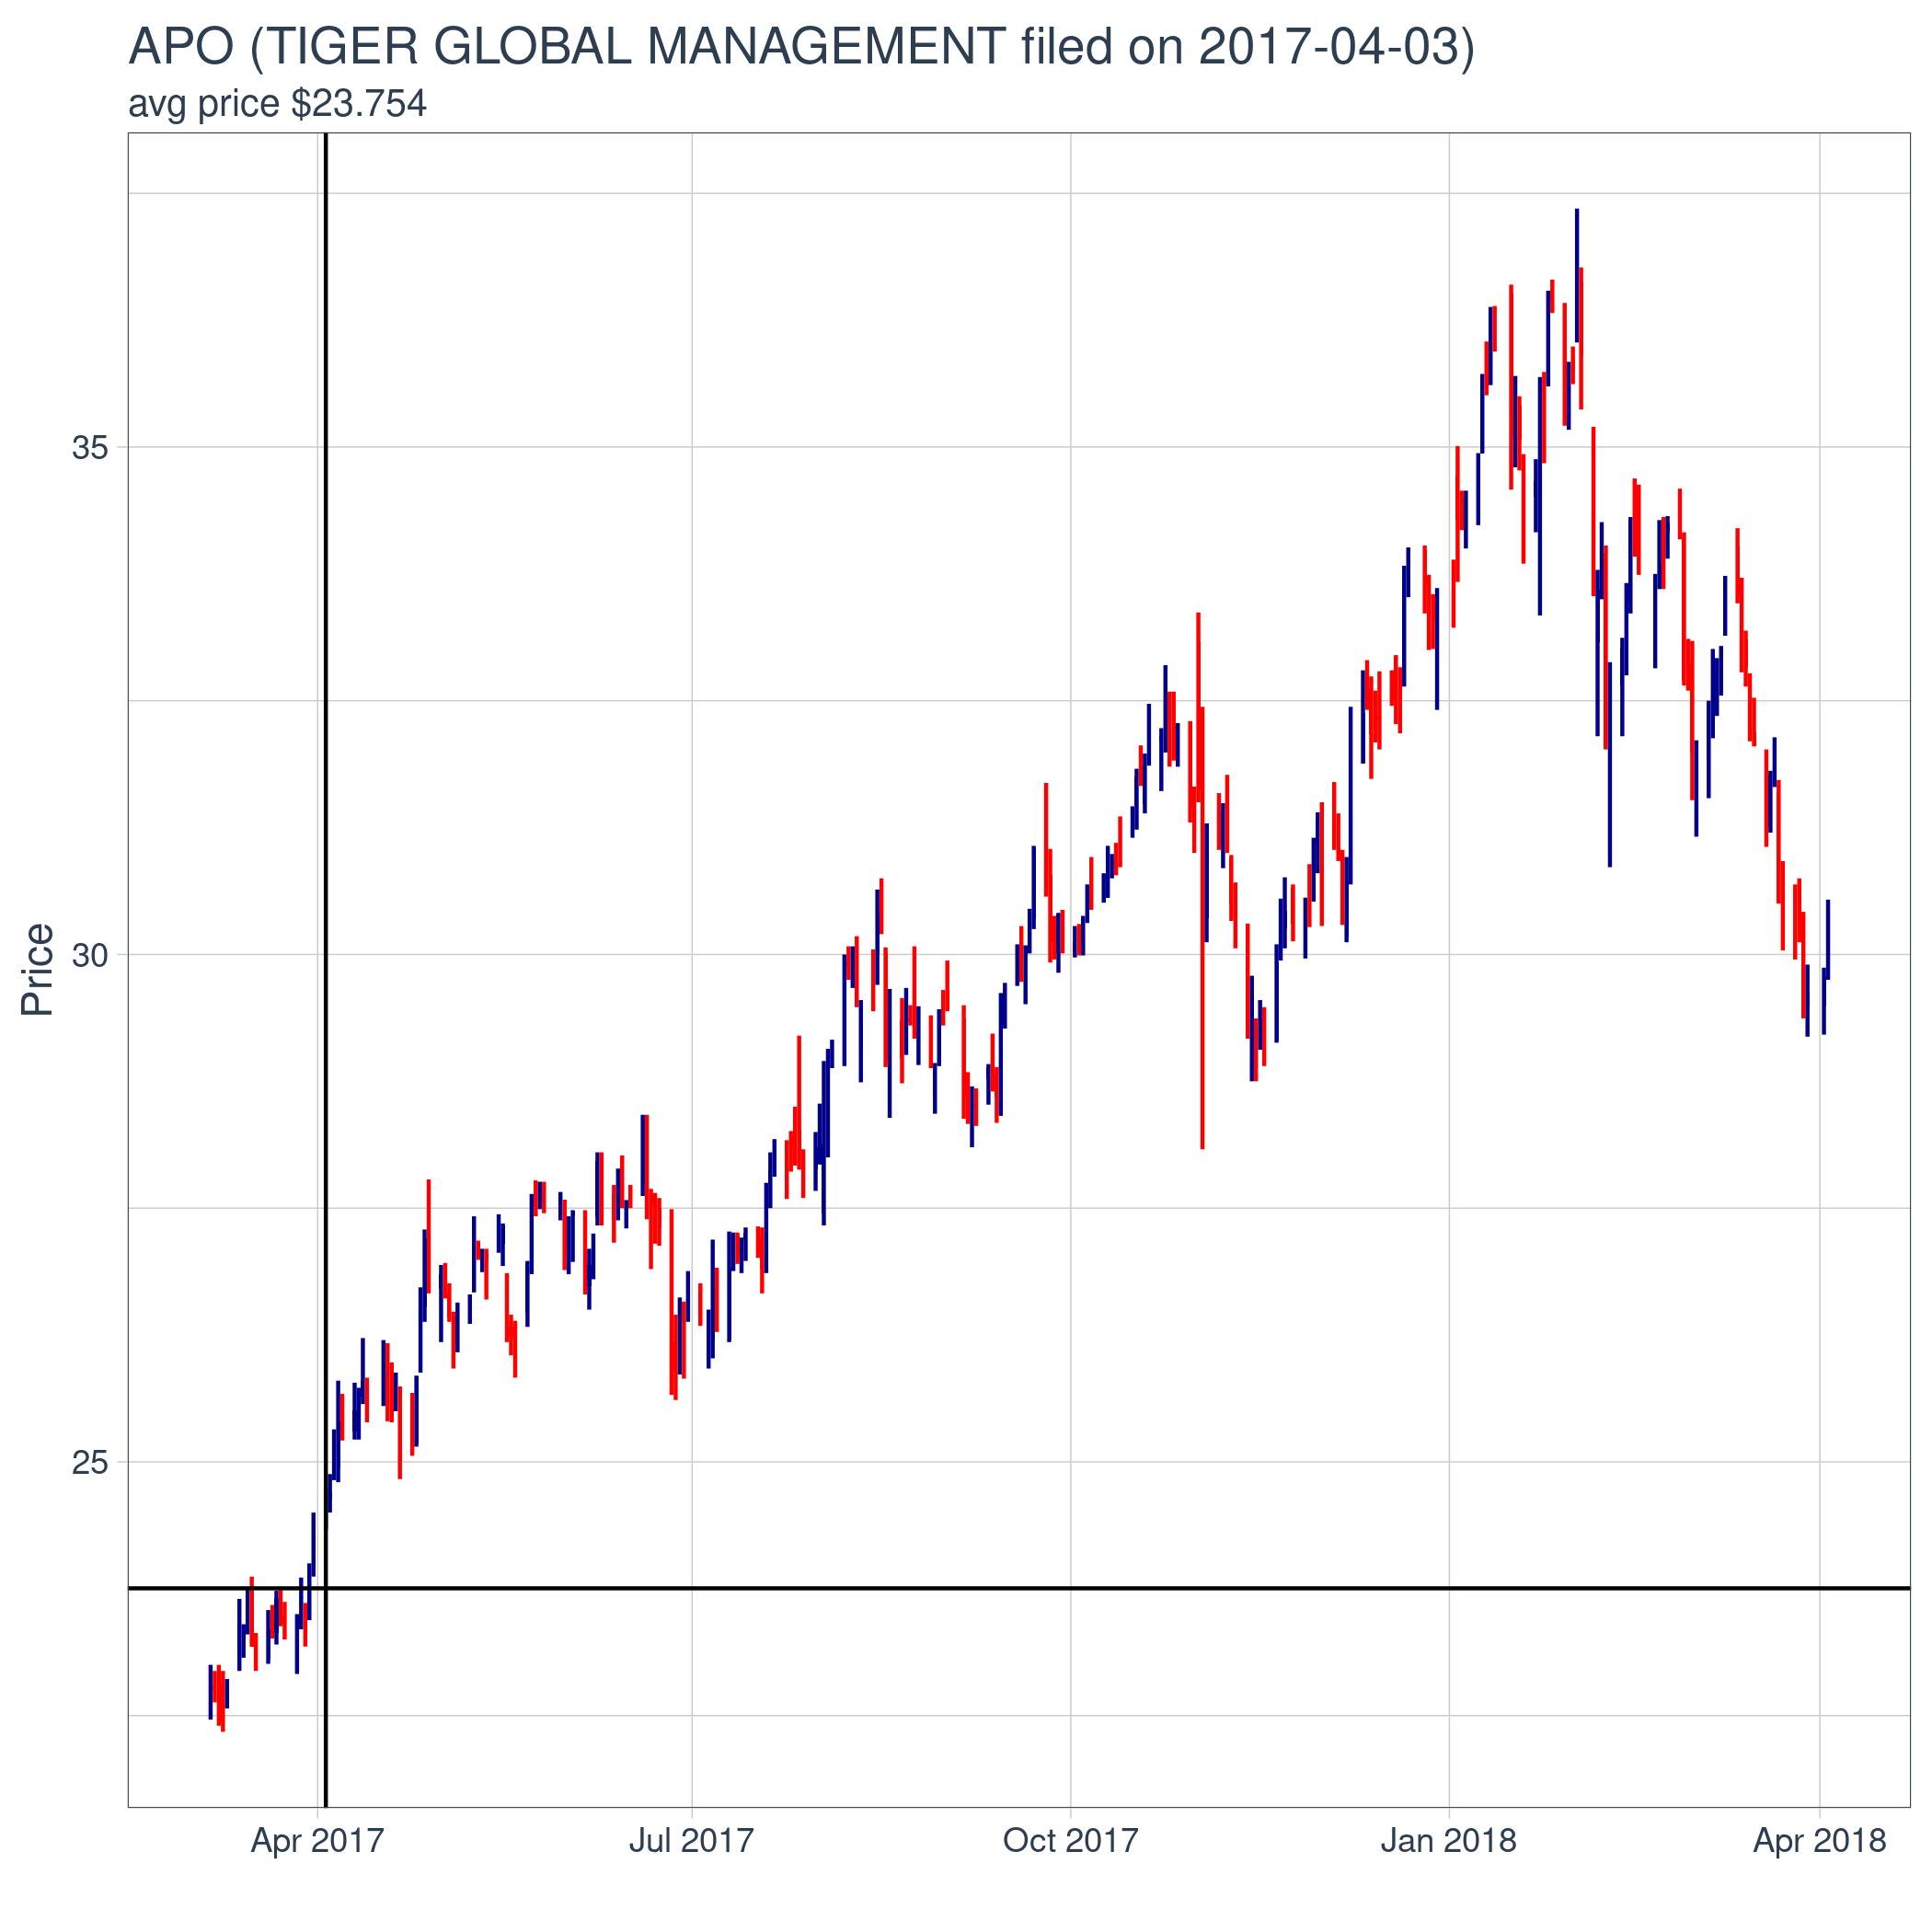 APO (TIGER GLOBAL MANAGEMENT filed on 2017-04-03)
avg price $23.754
Price
35
30
25
Apr 2017
Jul 2017
Oct 2017
Jan 2018
Apr 2018